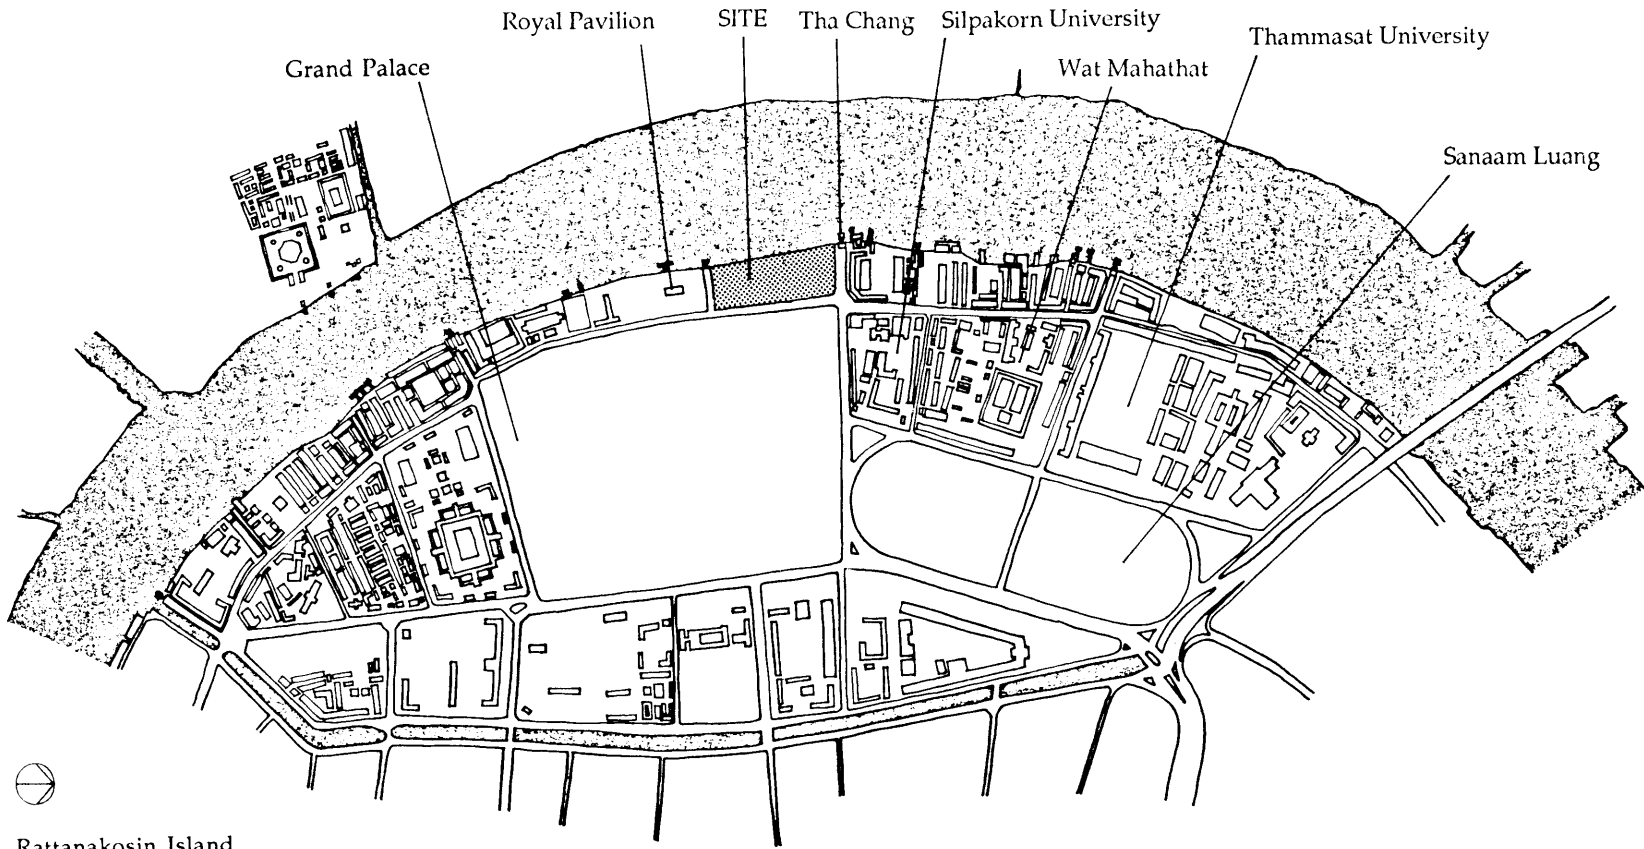 Royal Pavilion
SITE
Tha Chang
Silpakorn University
Thammasat University
Grand Palace
Wat Mahathat
Sanaam Luang
Rattanakosin Island